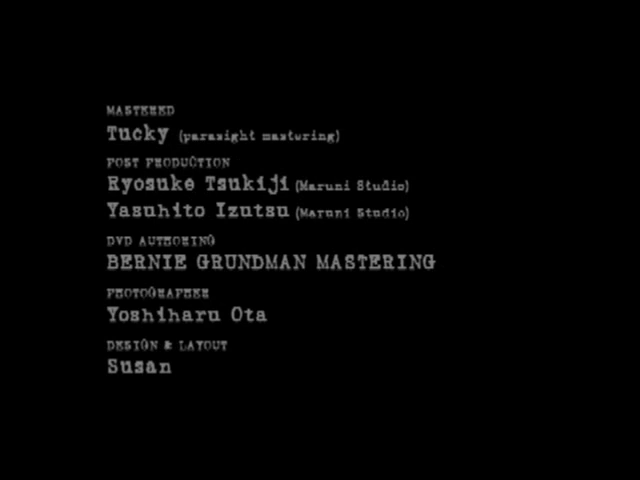 MASTERED
Tucky (parasight mastering)
POST PRODUCTION
Ryosuke Tsukiji (Maruni Studio)
Yasuhito Izutsu (Maruni Studio)
DVD AUTHORING
BERNIE GRUNDMAN MASTERING
PHOTOGRAPHER
Yoshiharu Ota
DESIGN & LAYOUT
Susan